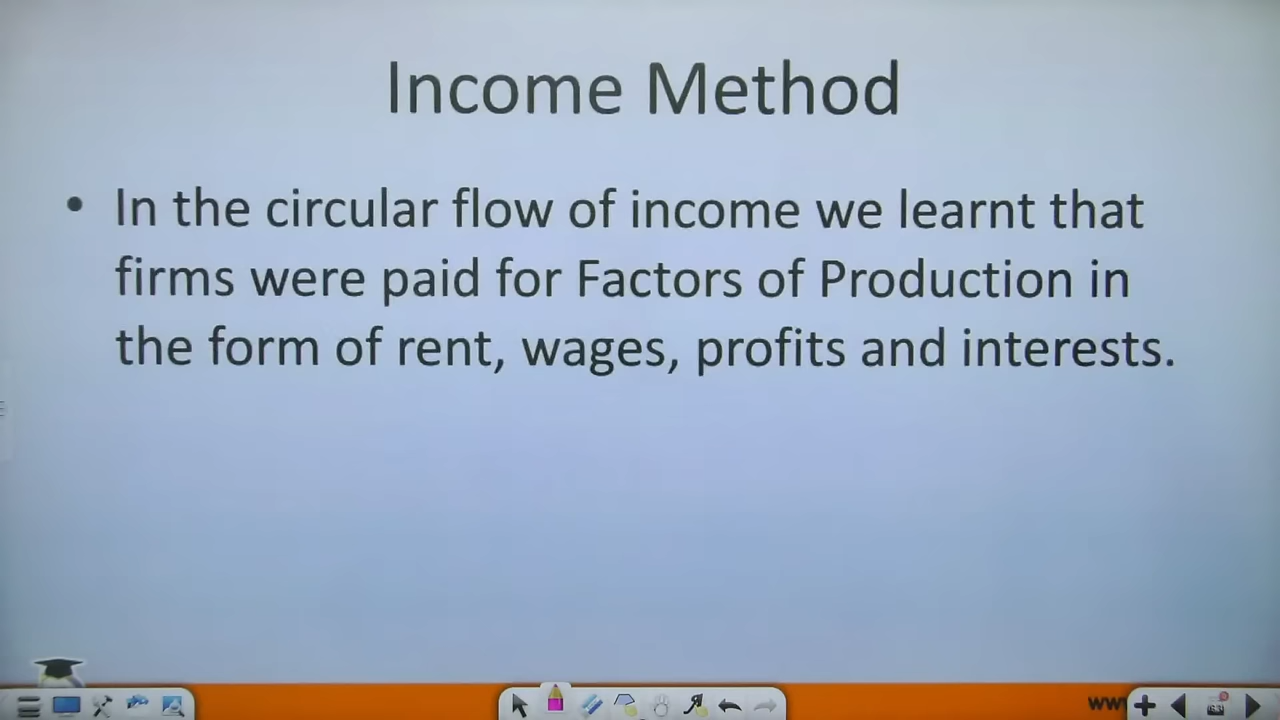 Income Method
• In the circular flow of income we learnt that
firms were paid for Factors of Production in
the form of rent, wages, profits and interests.